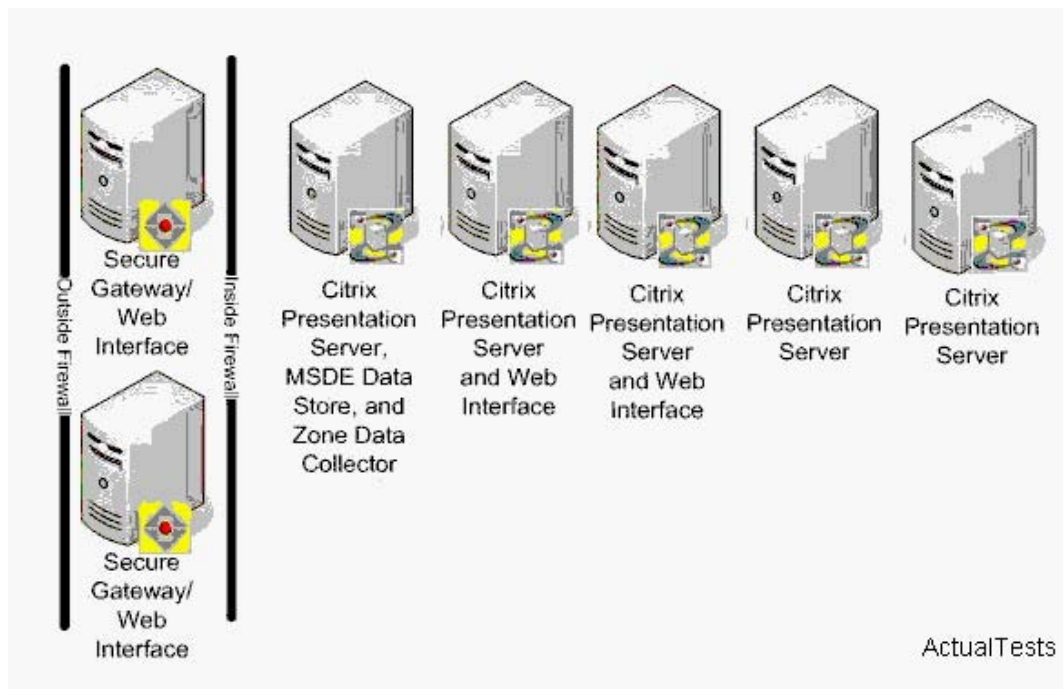 Outside Firewall
Secure
Gateway/
Web
Interface
Inside Firewall
Secure
Gateway/
Web
Interface
Citrix
Presentation
Server,
MSDE Data
Store, and
Zone Data
Collector
Citrix
Presentation
Server
and Web
Interface
Citrix
Presentation
Server
and Web
Interface
Citrix
Presentation
Server
Citrix
Presentation
Server
ActualTests